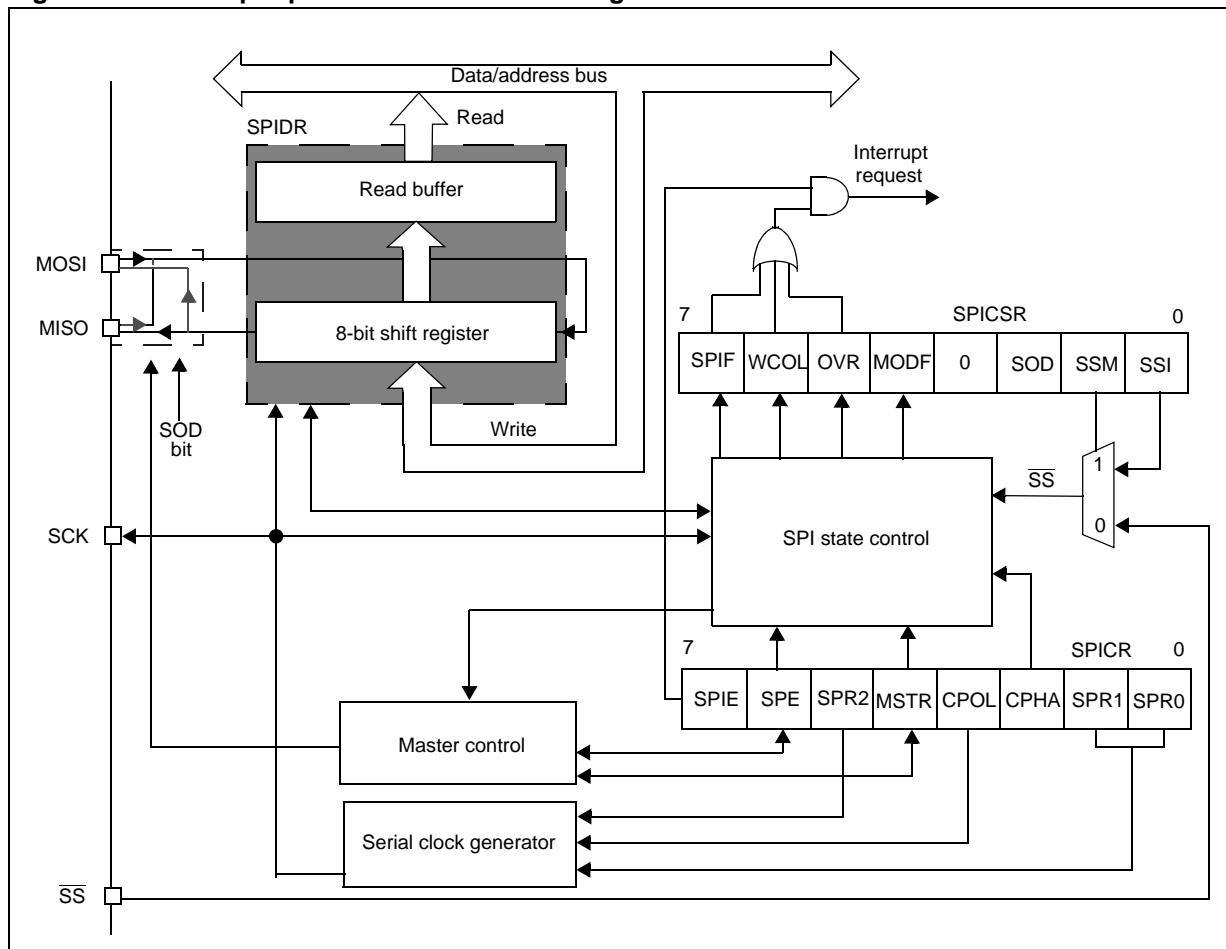 Data/address bus
SPIDR
Read
Read buffer
Interrupt
request
MOSI
MISO
8-bit shift register
7
SPICSR
0
SPIF
WCOL
OVR
MODF
0
SOD
SSM
SSI
SOD
bit
Write
1
SS
0
SCK
SPI state control
7
SPICR
0
SPIE
SPE
SPR2
MSTR
CPOL
CPHA
SPR1
SPR0
Master control
Serial clock generator
SS